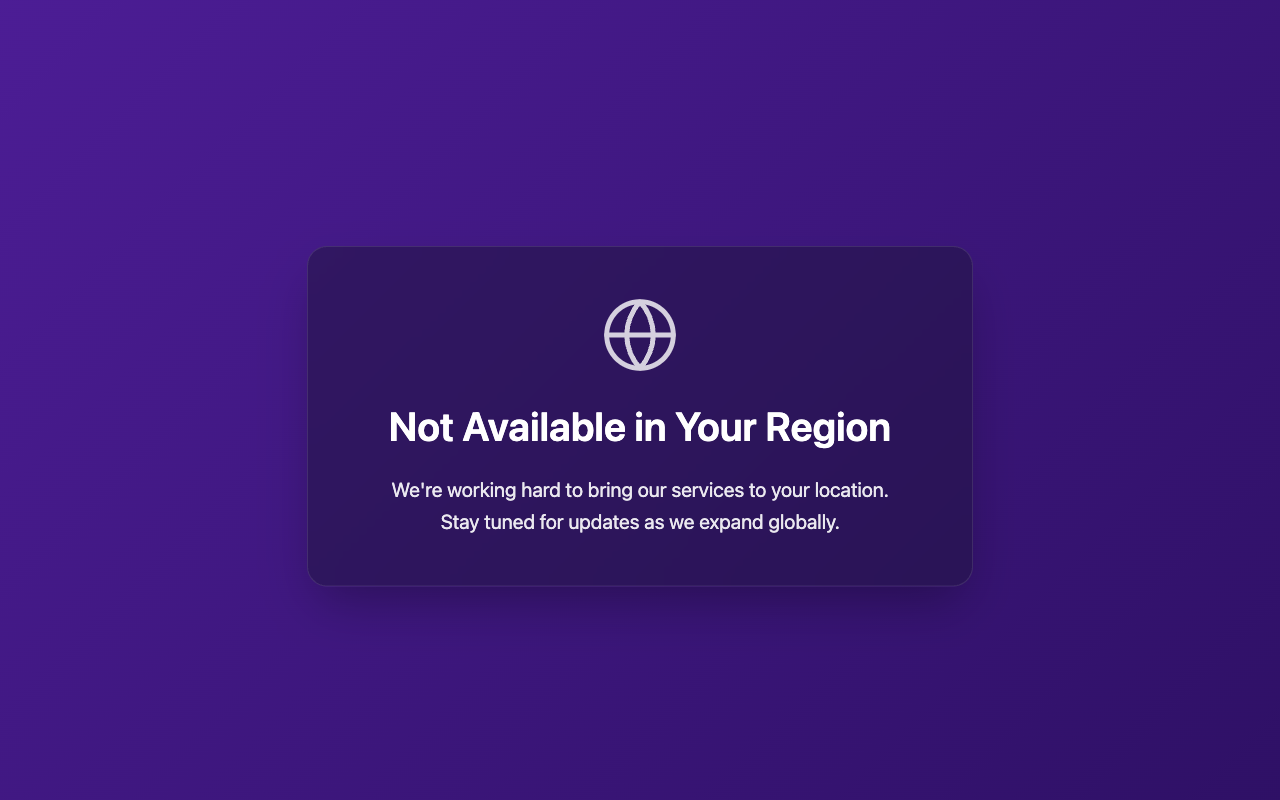 Not Available in Your Region
We're working hard to bring our services to your location.
Stay tuned for updates as we expand globally.